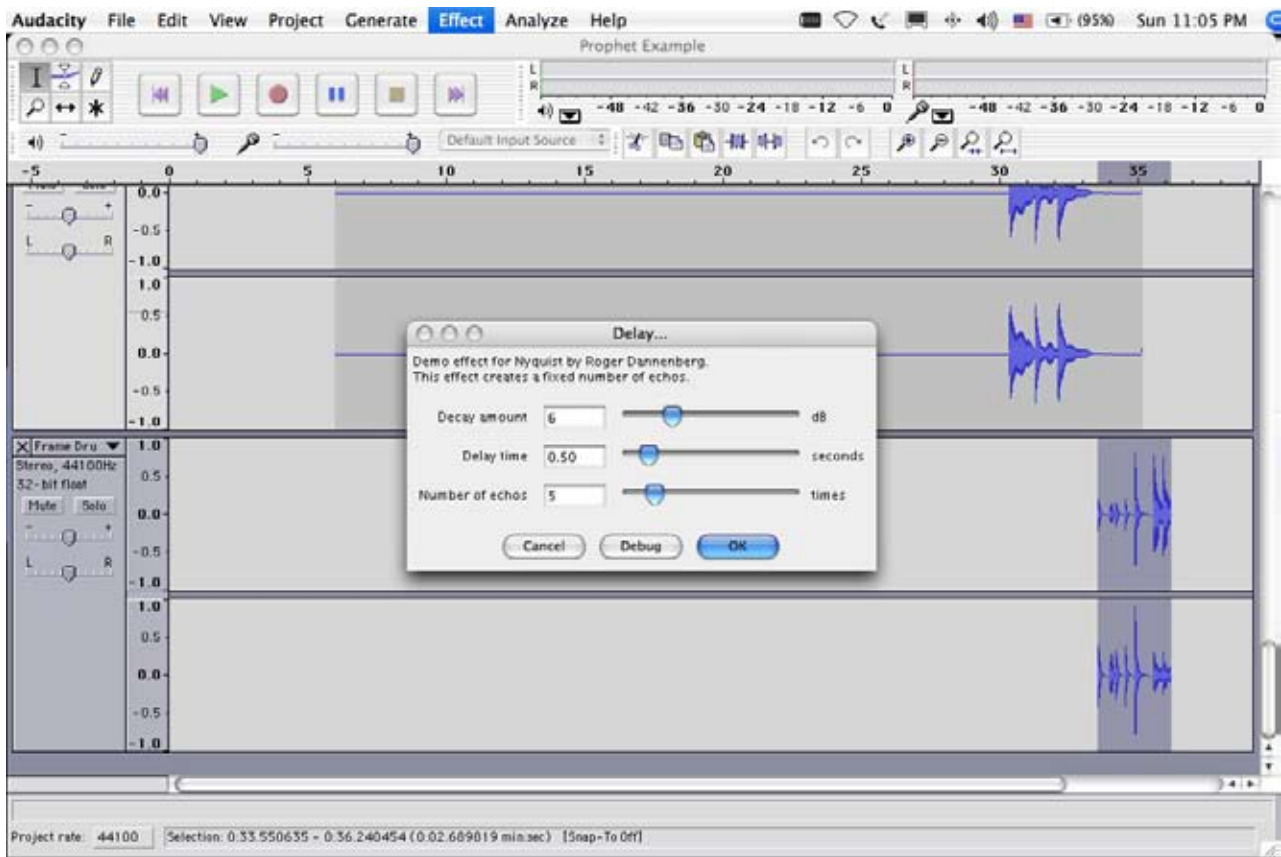 Audacity File Edit View Project Generate Effect Analyze Help (95%) Sun 11:05 PM
Prophet Example
L
R
-48 -42 -36 -30 -24 -18 -12 -6 0
L
R
-48 -42 -36 -30 -24 -18 -12 -6 0
Default Input Source
-5 0 5 10 15 20 25 30 35
0.0
-0.5
-1.0
- +
L R
1.0
0.5
0.0
-0.5
-1.0
Delay...
Demo effect for Nyquist by Roger Dannenberg.
This effect creates a fixed number of echos.
Decay amount 6 dB
Delay time 0.50 seconds
Number of echos 5 times
Cancel Debug OK
X Frame Dru
Stereo, 44100Hz
32-bit float
Mute Solo
- +
L R
1.0
0.5
0.0
-0.5
-1.0
1.0
0.5
0.0
-0.5
-1.0
Project rate: 44100 Selection: 0:33.550635 - 0:36.240454 (0:02.689819 min:sec) [Snap-To Off]